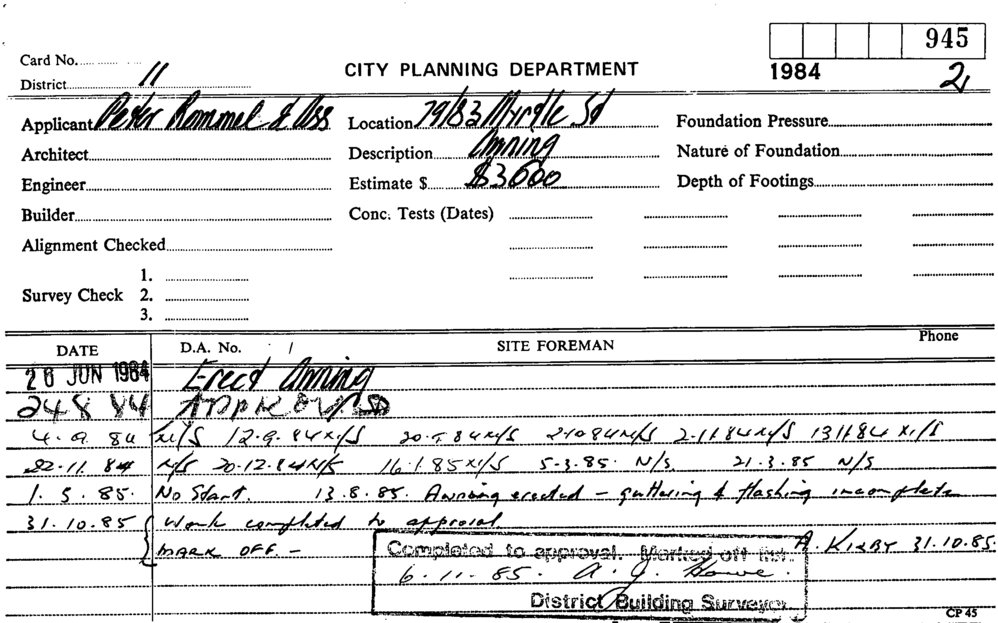 945
Card No.
CITY PLANNING DEPARTMENT
1984 2
District 11
Applicant Peter Rommel & Ass Location 79/83 Myrtle St Foundation Pressure
Architect Description Awning Nature of Foundation
Engineer Estimate $ $3600 Depth of Footings
Builder Conc. Tests (Dates)
Alignment Checked
1.
Survey Check 2.
3.
DATE D.A. No. / SITE FOREMAN Phone
26 JUN 1984 Erect Awning
24 8 84 APPROVED
4.9.84 N/S 12.9.84 N/S 20.9.84 N/S 2.10.84 N/S 2.11.84 N/S 13.11.84 N/S
22.11.84 N/S 20.12.84 N/S 16.1.85 N/S 5.3.85. N/S. 21.3.85 N/S
1.5.85. No Start. 13.8.85. Awning erected - guttering & flashing incomplete
31.10.85 Work completed to approval
MARK OFF. - A. KIRBY 31.10.85.
Completed to approval. Marked off list.
6.11.85. A. J. Howe.
District Building Surveyor
CP 45